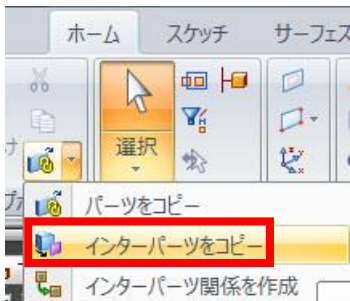 ホーム スケッチ サーフェス
選択
パーツをコピー
インターパーツをコピー
インターパーツ関係を作成